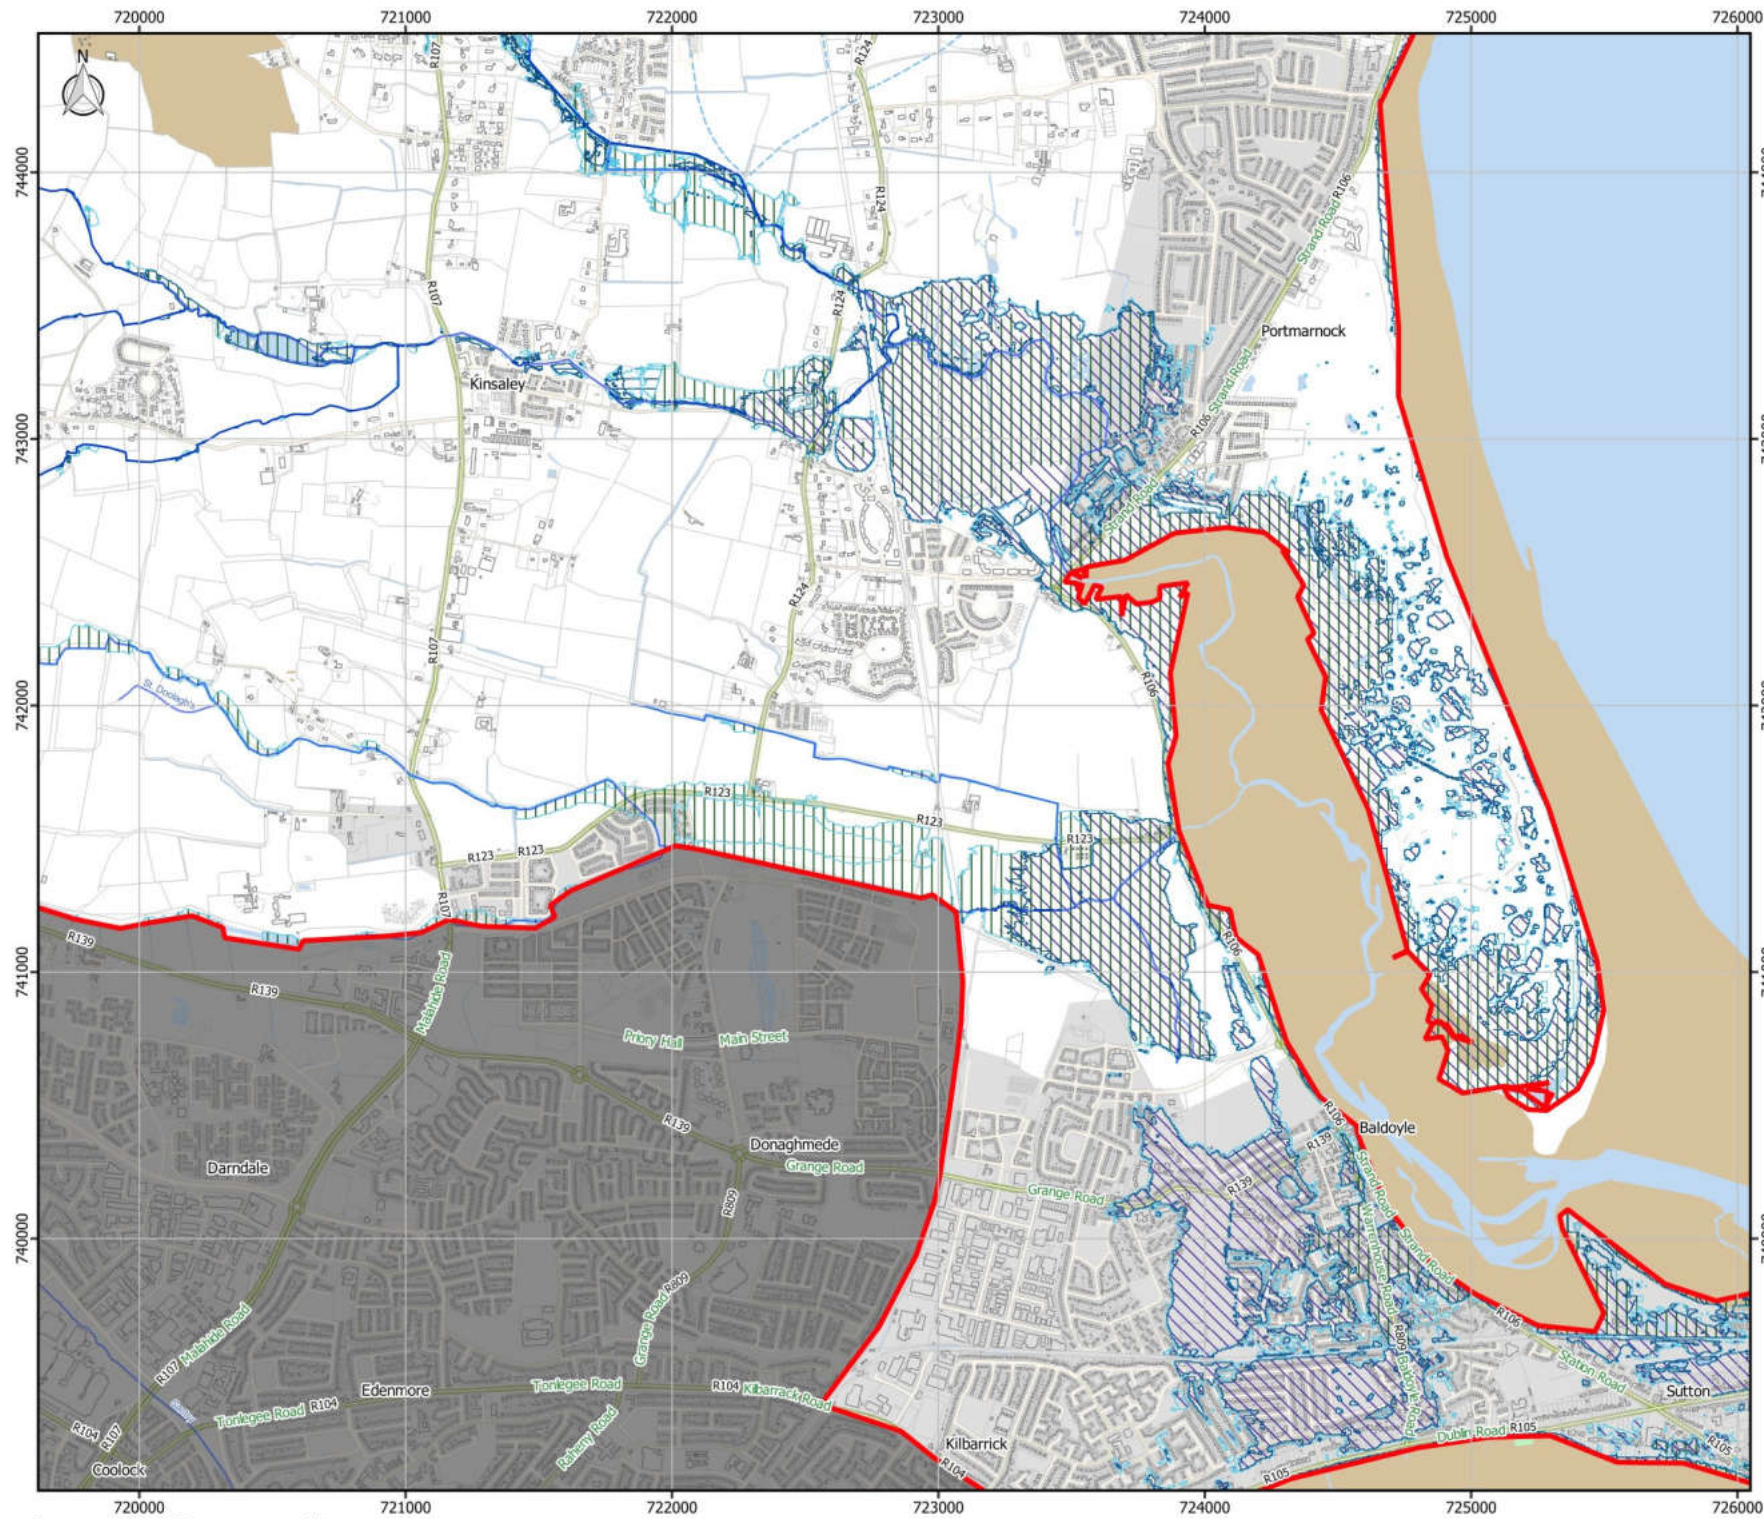 720000 721000 722000 723000 724000 725000 726000
N
R107
R124
744000
R124
R106
Strand Road
R107
R124
Portmarnock
Kinsaley
Strand Road
R106
743000
Strand Road
R124
R107
R106
St. Doolagh's
742000
R123
R123
R123
R123
R123
R107
R139
R106
R139
741000
Malahide Road
Priory Hall
Main Street
R106
R139
Baldoyle
R139
Donaghmede
Grange Road
Darndale
Grange Road
R139
R809
Strand Road
Warrenhouse Road
740000
Strand Road
R809
Grange Road
Malahide Road
R106
R809
R107
Station Road
Edenmore
Tonlegee Road
R104
Kilbarrack Road
Baldoyle Road
Sutton
Tonlegee Road
R104
R104
R107
Raheny Road
Kilbarrick
Dublin Road
R105
R105
Coolock
R104
R105
720000 721000 722000 723000 724000 725000 726000